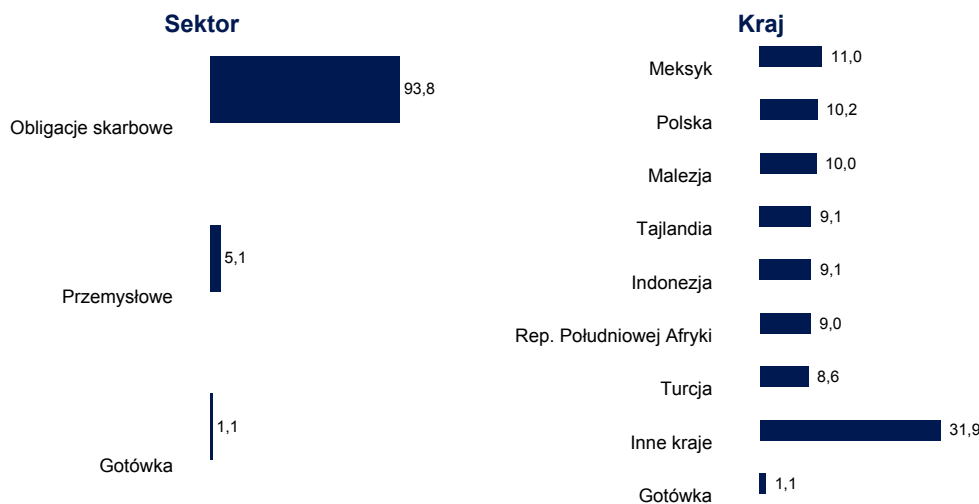 Sektor
93,8
Obligacje skarbowe
5,1
Przemysłowe
1,1
Gotówka
Kraj
Meksyk 11,0
Polska 10,2
Malezja 10,0
Tajlandia 9,1
Indonezja 9,1
Rep. Południowej Afryki 9,0
Turcja 8,6
Inne kraje 31,9
Gotówka 1,1